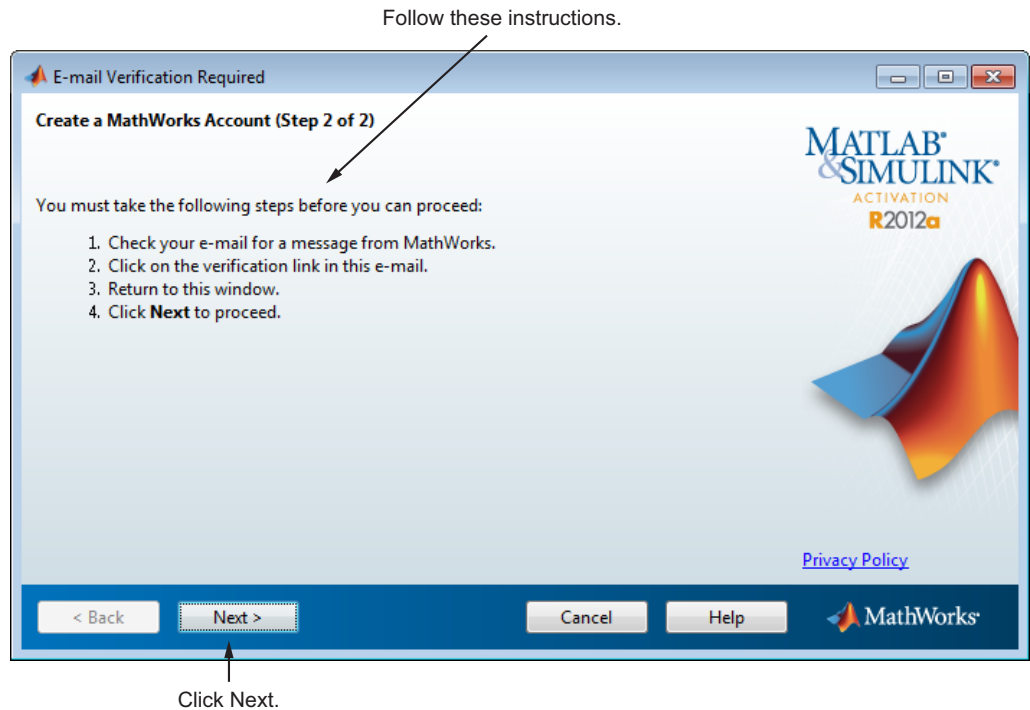 Follow these instructions.
E-mail Verification Required
Create a MathWorks Account (Step 2 of 2)
MATLAB®
&SIMULINK®
ACTIVATION
R2012a
You must take the following steps before you can proceed:
1. Check your e-mail for a message from MathWorks.
2. Click on the verification link in this e-mail.
3. Return to this window.
4. Click Next to proceed.
Privacy Policy
< Back Next > Cancel Help MathWorks®
Click Next.